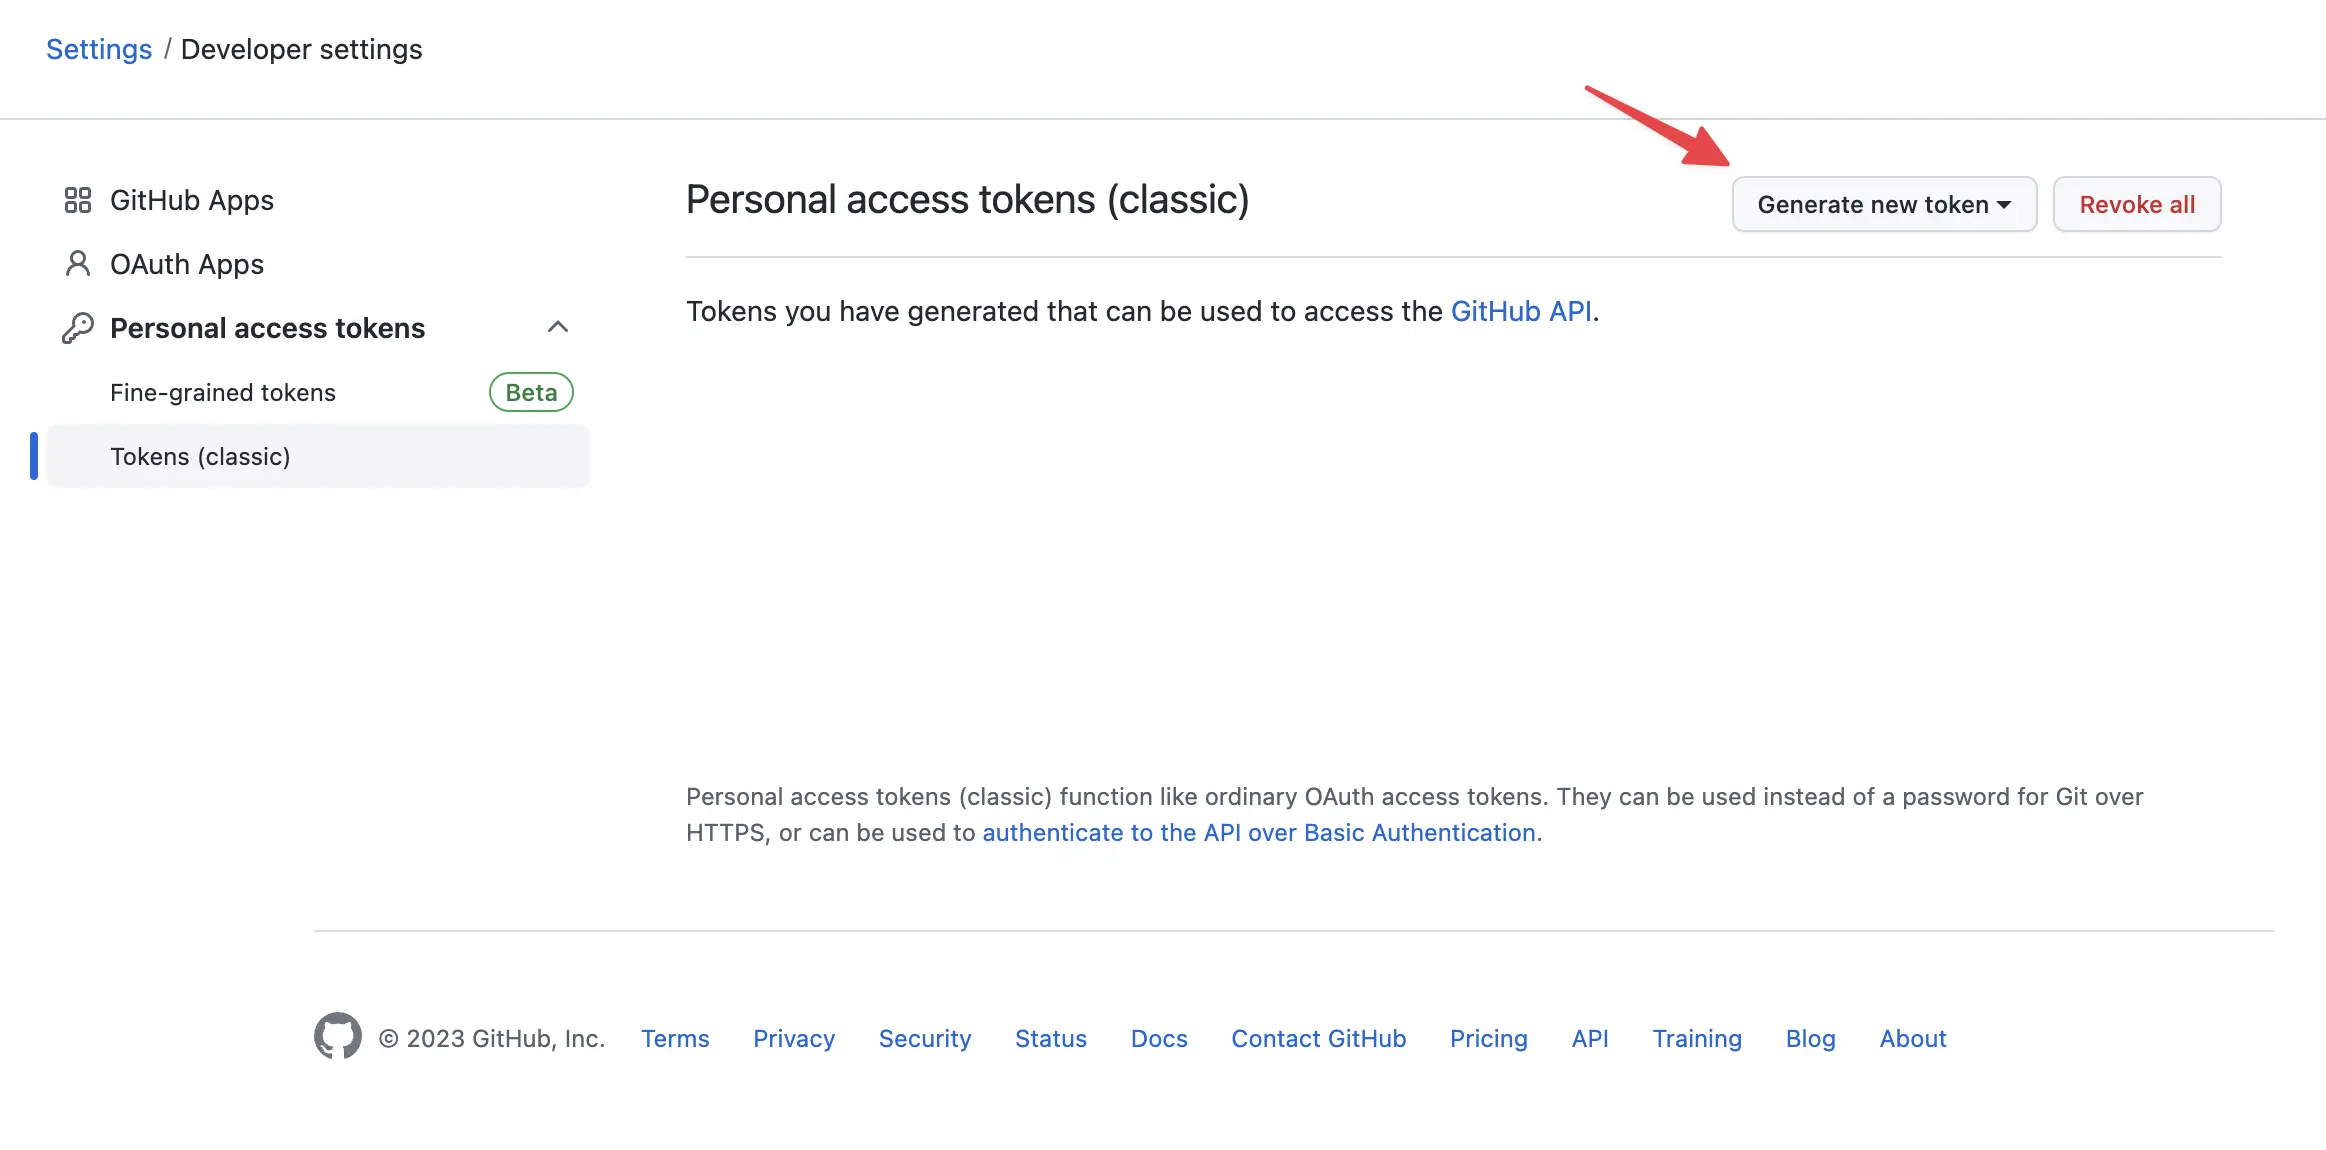 Settings / Developer settings
GitHub Apps
OAuth Apps
Personal access tokens
Fine-grained tokens Beta
Tokens (classic)
Personal access tokens (classic)
Generate new token Revoke all
Tokens you have generated that can be used to access the GitHub API.
Personal access tokens (classic) function like ordinary OAuth access tokens. They can be used instead of a password for Git over
HTTPS, or can be used to authenticate to the API over Basic Authentication.
© 2023 GitHub, Inc. Terms Privacy Security Status Docs Contact GitHub Pricing API Training Blog About